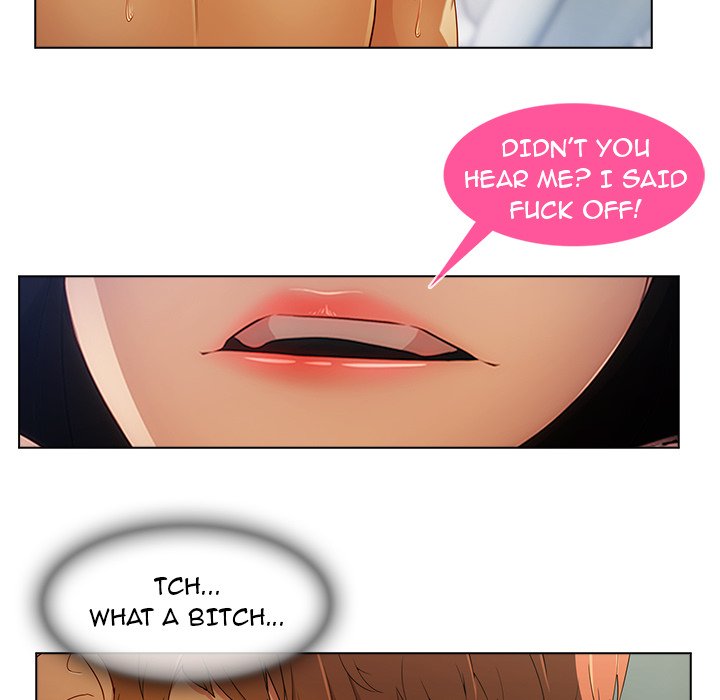 DIDN'T YOU
HEAR ME? I SAID
FUCK OFF!
TCH...
WHAT A BITCH...